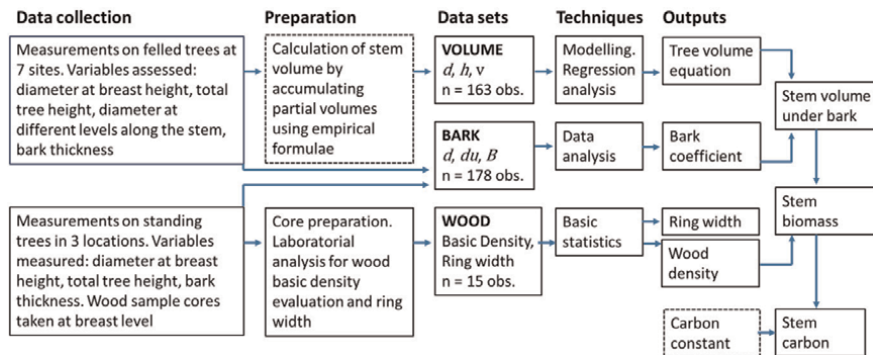 Data collection
Preparation
Data sets
Techniques
Outputs
Measurements on felled trees at
7 sites. Variables assessed:
diameter at breast height, total
tree height, diameter at
different levels along the stem,
bark thickness
Calculation of stem
volume by
accumulating
partial volumes
using empirical
formulae
VOLUME
d, h, v
n = 163 obs.
Modelling.
Regression
analysis
Tree volume
equation
Stem volume
under bark
BARK
d, du, B
n = 178 obs.
Data
analysis
Bark
coefficient
Measurements on standing
trees in 3 locations. Variables
measured: diameter at breast
height, total tree height, bark
thickness. Wood sample cores
taken at breast level
Core preparation.
Laboratorial
analysis for wood
basic density
evaluation and ring
width
WOOD
Basic Density,
Ring width
n = 15 obs.
Basic
statistics
Ring width
Wood
density
Stem
biomass
Carbon
constant
Stem
carbon